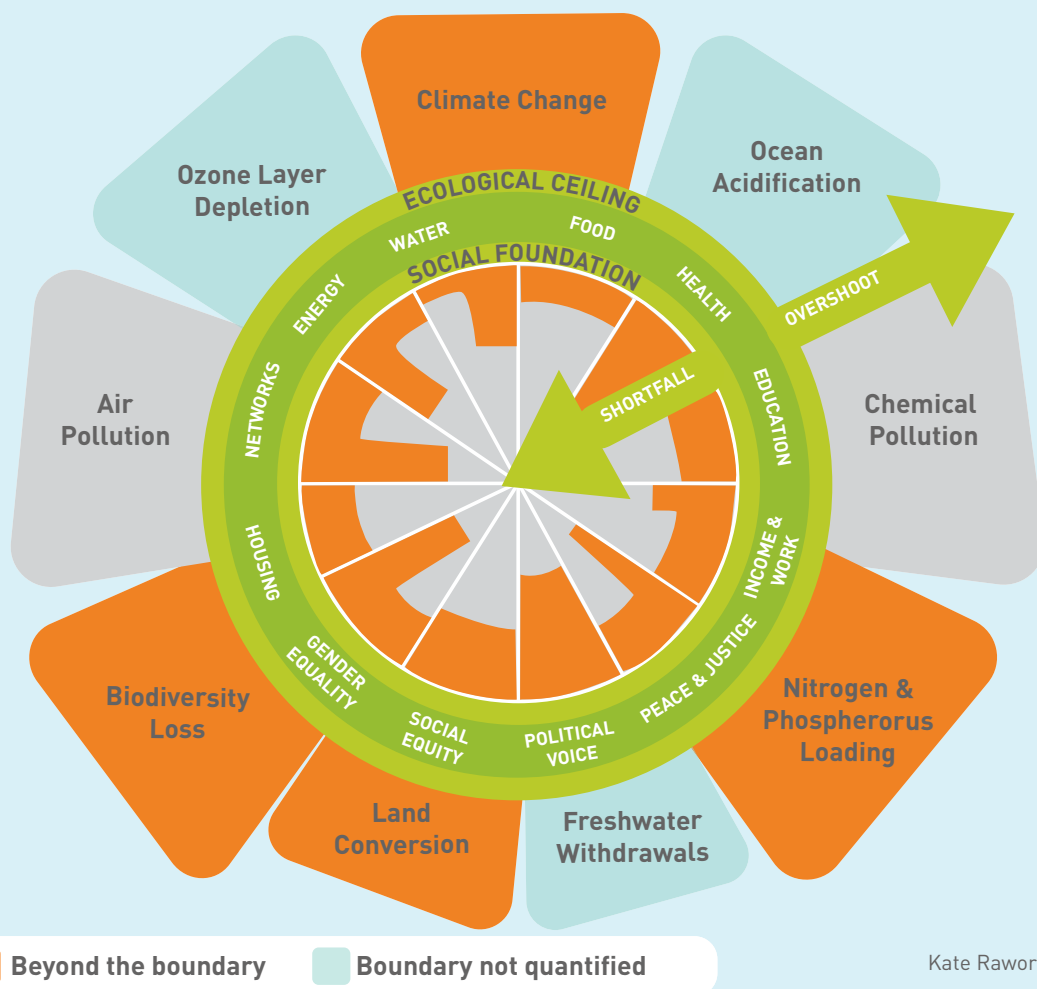 Climate Change
Ozone Layer
Depletion
Ocean
Acidification
ECOLOGICAL CEILING
WATER
FOOD
SOCIAL FOUNDATION
ENERGY
HEALTH
OVERSHOOT
SHORTFALL
NETWORKS
EDUCATION
Air
Pollution
Chemical
Pollution
HOUSING
INCOME &
WORK
GENDER
EQUALITY
PEACE & JUSTICE
SOCIAL
EQUITY
POLITICAL
VOICE
Biodiversity
Loss
Nitrogen &
Phospherorus
Loading
Land
Conversion
Freshwater
Withdrawals
Beyond the boundary
Boundary not quantified
Kate Rawor